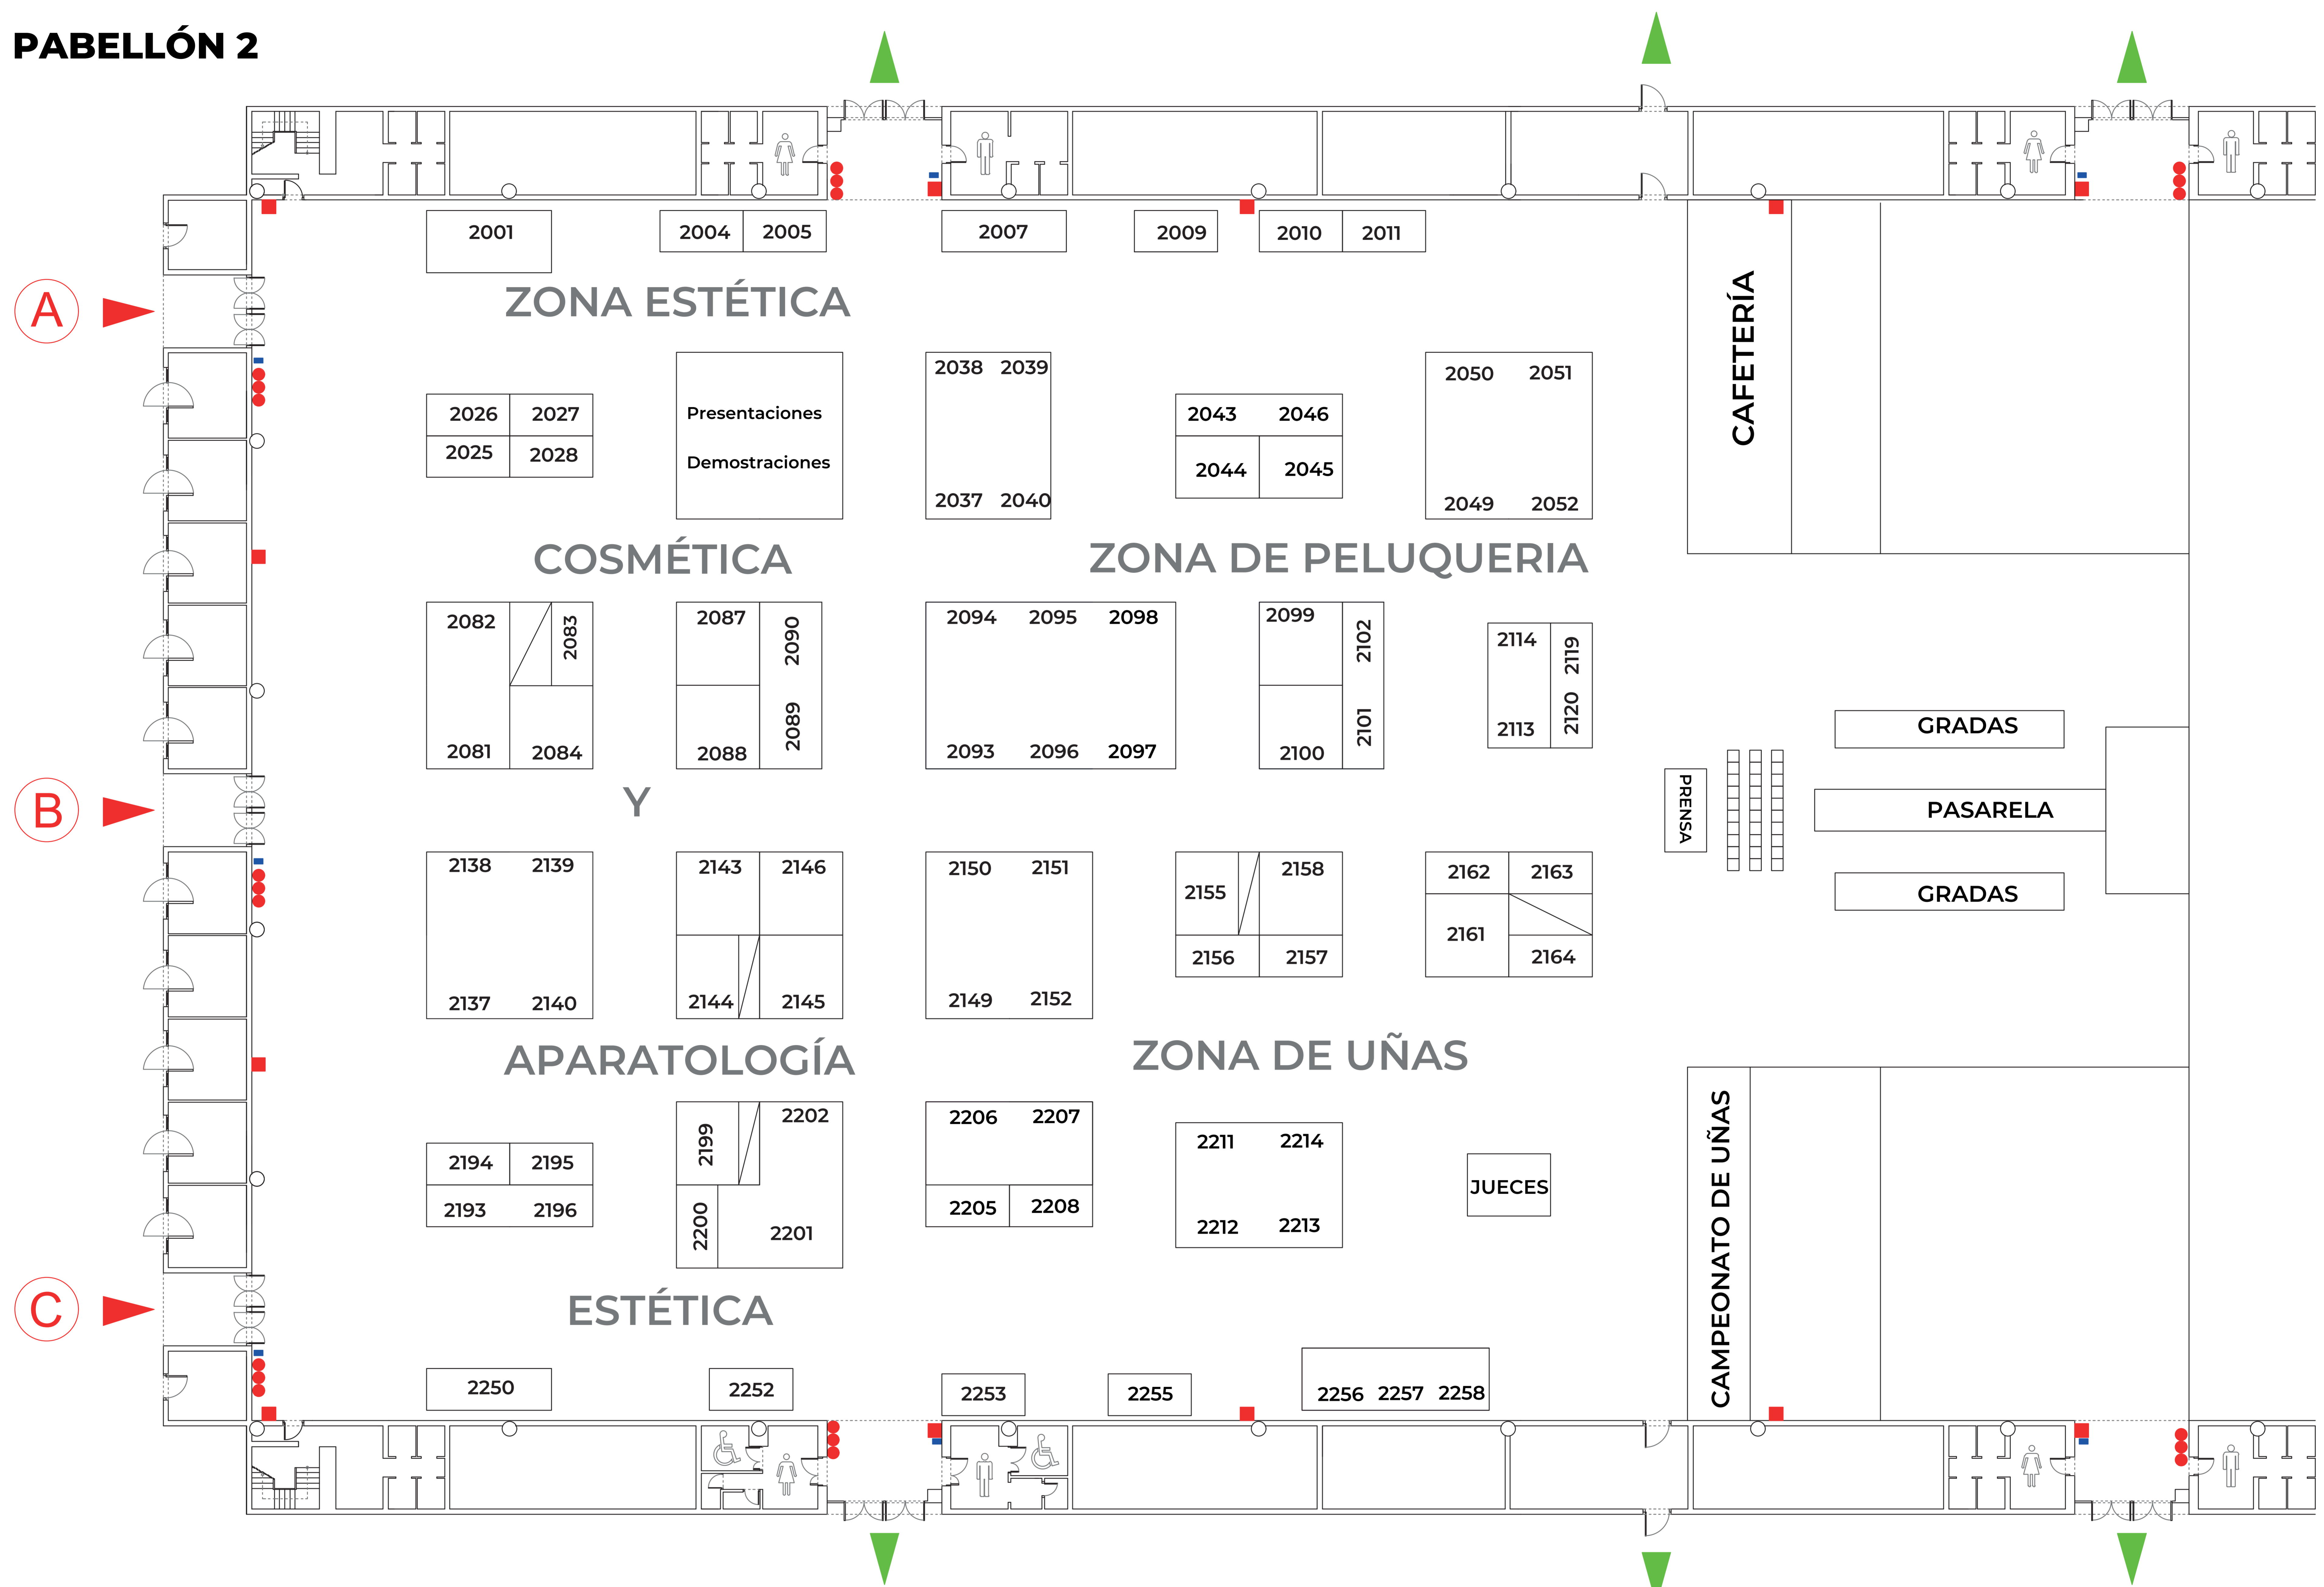 PABELLÓN 2
2001
2004 2005
2007
2009
2010 2011
A
ZONA ESTÉTICA
CAFETERÍA
2026 2027
2025 2028
Presentaciones
Demostraciones
2038 2039
2037 2040
2043 2046
2044 2045
2050 2051
2049 2052
COSMÉTICA
ZONA DE PELUQUERIA
2082 2083
2081 2084
2087 2090
2088 2089
2094 2095 2098
2093 2096 2097
2099 2102
2100 2101
2114 2119
2113 2120
GRADAS
B
Y
PRENSA
PASARELA
GRADAS
2138 2139
2137 2140
2143 2146
2144 2145
2150 2151
2149 2152
2155 2158
2156 2157
2162 2163
2161 2164
APARATOLOGÍA
ZONA DE UÑAS
2194 2195
2193 2196
2199 2202
2200 2201
2206 2207
2205 2208
2211 2214
2212 2213
JUECES
CAMPEONATO DE UÑAS
C
ESTÉTICA
2250
2252
2253
2255
2256 2257 2258